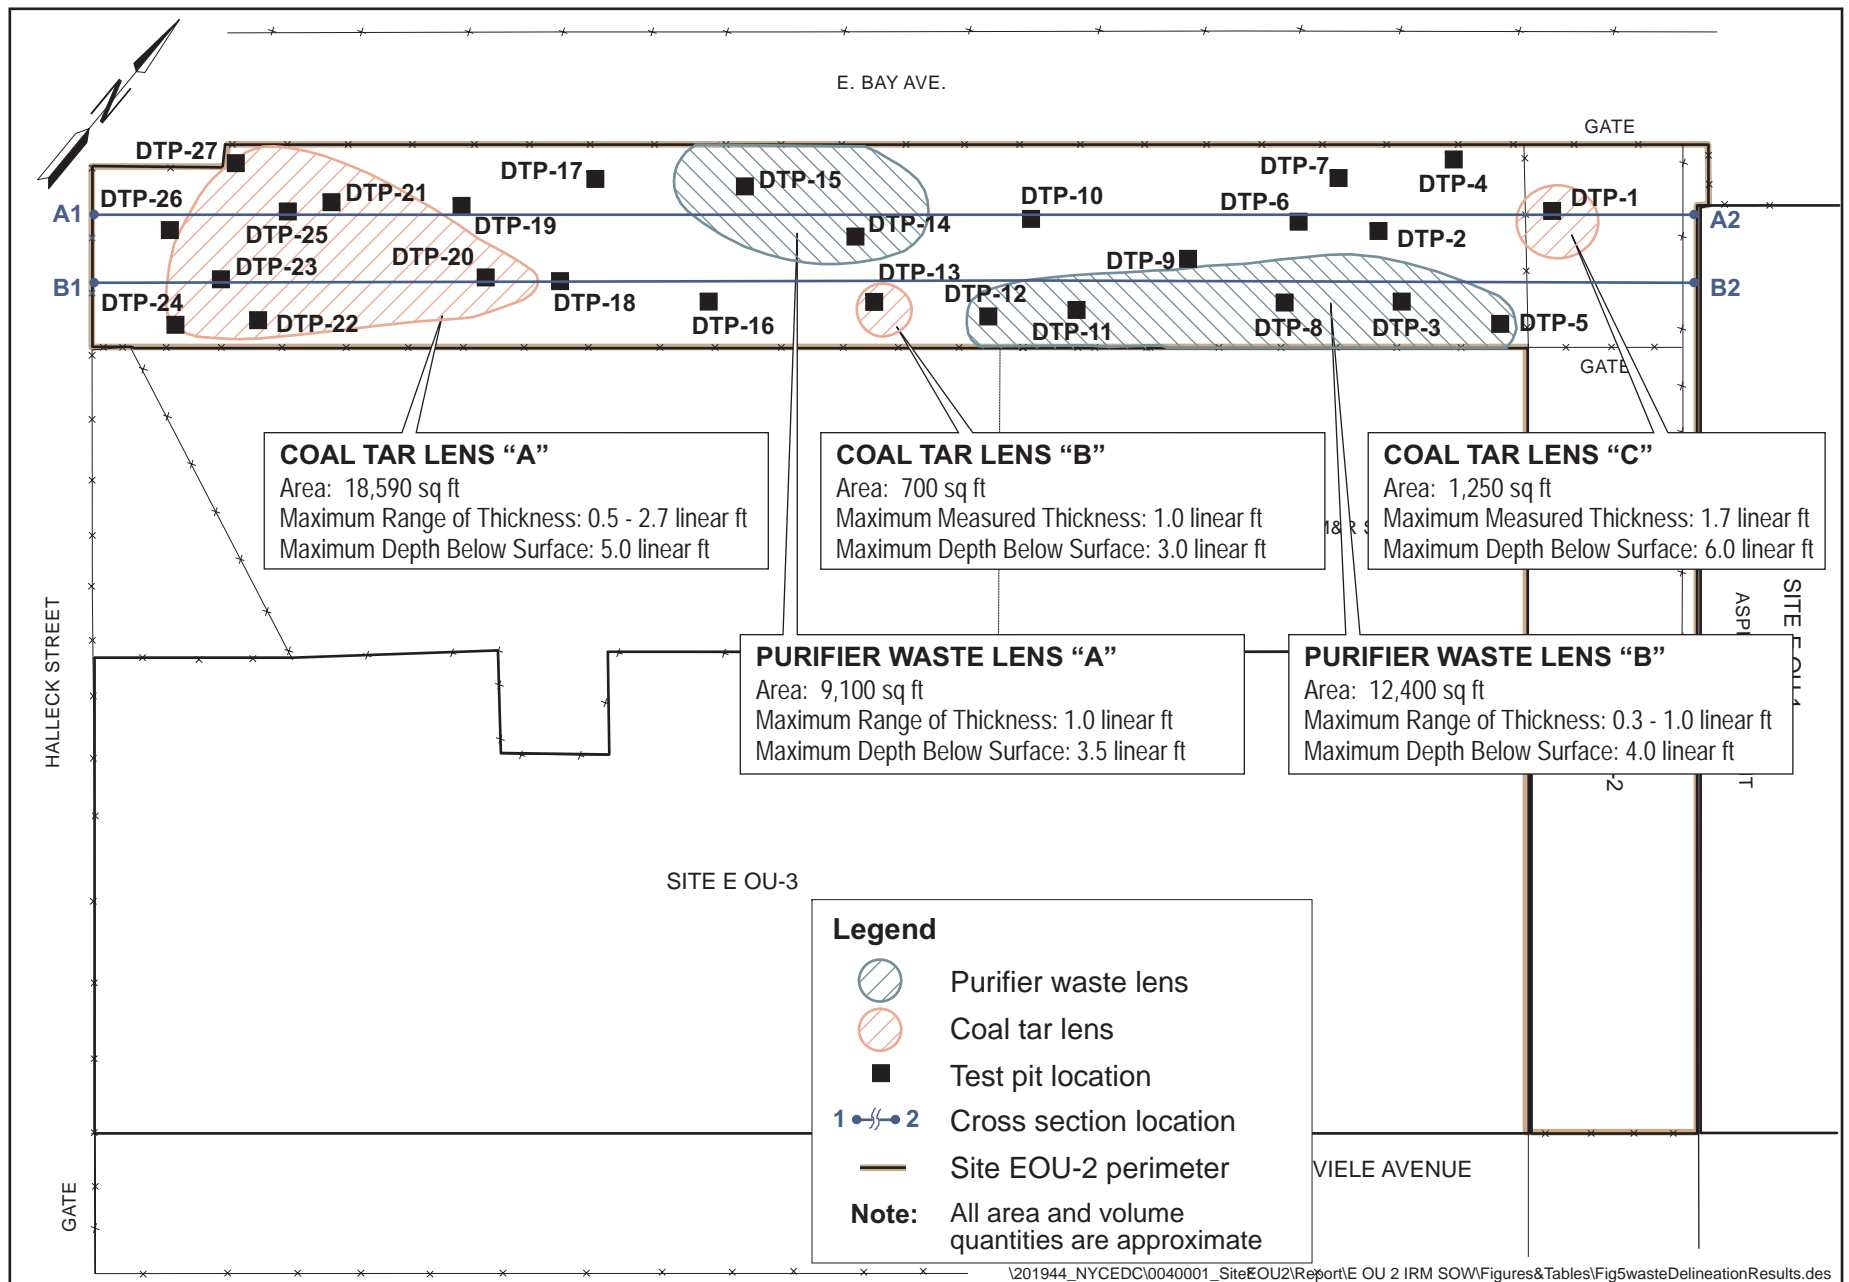 E. BAY AVE.
GATE
N
DTP-27
DTP-17
DTP-15
DTP-7
DTP-4
DTP-26
DTP-21
DTP-10
DTP-1
A1
DTP-25
DTP-19
DTP-14
DTP-6
DTP-2
A2
DTP-23
DTP-20
DTP-13
DTP-9
B1
DTP-24
DTP-22
DTP-18
DTP-16
DTP-12
DTP-11
DTP-8
DTP-3
DTP-5
B2
GATE
COAL TAR LENS “A”
Area: 18,590 sq ft
Maximum Range of Thickness: 0.5 - 2.7 linear ft
Maximum Depth Below Surface: 5.0 linear ft
COAL TAR LENS “B”
Area: 700 sq ft
Maximum Measured Thickness: 1.0 linear ft
Maximum Depth Below Surface: 3.0 linear ft
M&R S
COAL TAR LENS “C”
Area: 1,250 sq ft
Maximum Measured Thickness: 1.7 linear ft
Maximum Depth Below Surface: 6.0 linear ft
PURIFIER WASTE LENS “A”
Area: 9,100 sq ft
Maximum Range of Thickness: 1.0 linear ft
Maximum Depth Below Surface: 3.5 linear ft
PURIFIER WASTE LENS “B”
Area: 12,400 sq ft
Maximum Range of Thickness: 0.3 - 1.0 linear ft
Maximum Depth Below Surface: 4.0 linear ft
HALLECK STREET
SITE E OU-1
-2
SITE E OU-3
Legend
Purifier waste lens
Coal tar lens
Test pit location
1 2 Cross section location
Site EOU-2 perimeter
Note: All area and volume
quantities are approximate
VIELE AVENUE
GATE
\201944_NYCEDC\0040001_SiteEOU2\Report\E OU 2 IRM SOW\Figures&Tables\Fig5wasteDelineationResults.des